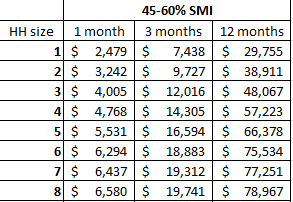 45-60% SMI
HH size 1 month 3 months 12 months
1 $ 2,479 $ 7,438 $ 29,755
2 $ 3,242 $ 9,727 $ 38,911
3 $ 4,005 $ 12,016 $ 48,067
4 $ 4,768 $ 14,305 $ 57,223
5 $ 5,531 $ 16,594 $ 66,378
6 $ 6,294 $ 18,883 $ 75,534
7 $ 6,437 $ 19,312 $ 77,251
8 $ 6,580 $ 19,741 $ 78,967